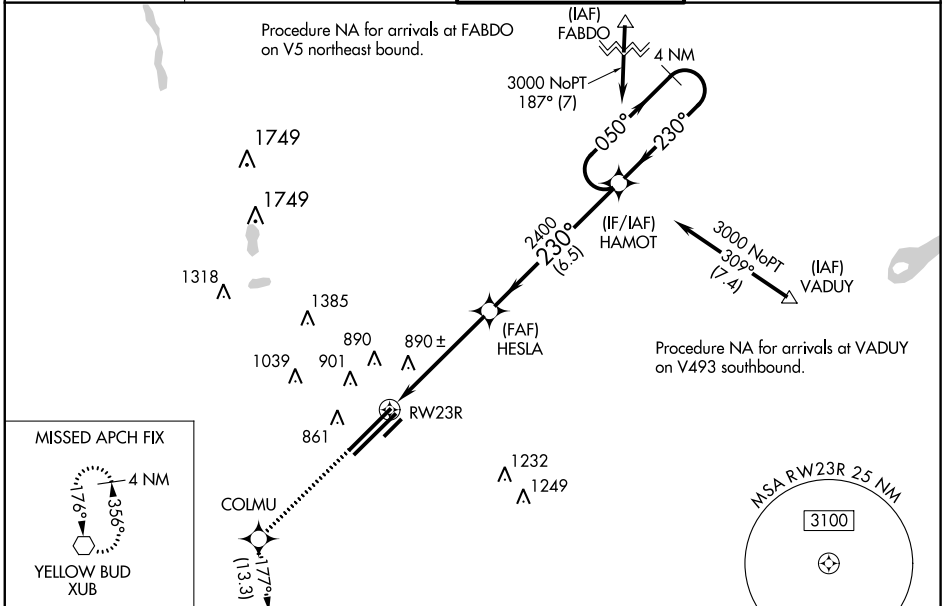 Procedure NA for arrivals at FABDO
on V5 northeast bound.
(IAF)
FABDO
3000 NoPT
187° (7)
4 NM
050°
230°
1749
1749
(IF/IAF)
HAMOT
2400
230°
(6.5)
3000 NoPT
309°
(7.4)
(IAF)
VADUY
1318
1385
(FAF)
HESLA
890
890 ±
1039
901
Procedure NA for arrivals at VADUY
on V493 southbound.
RW23R
861
MISSED APCH FIX
4 NM
176°
356°
YELLOW BUD
XUB
1232
1249
COLMU
177°
(13.3)
MSA RW23R 25 NM
3100